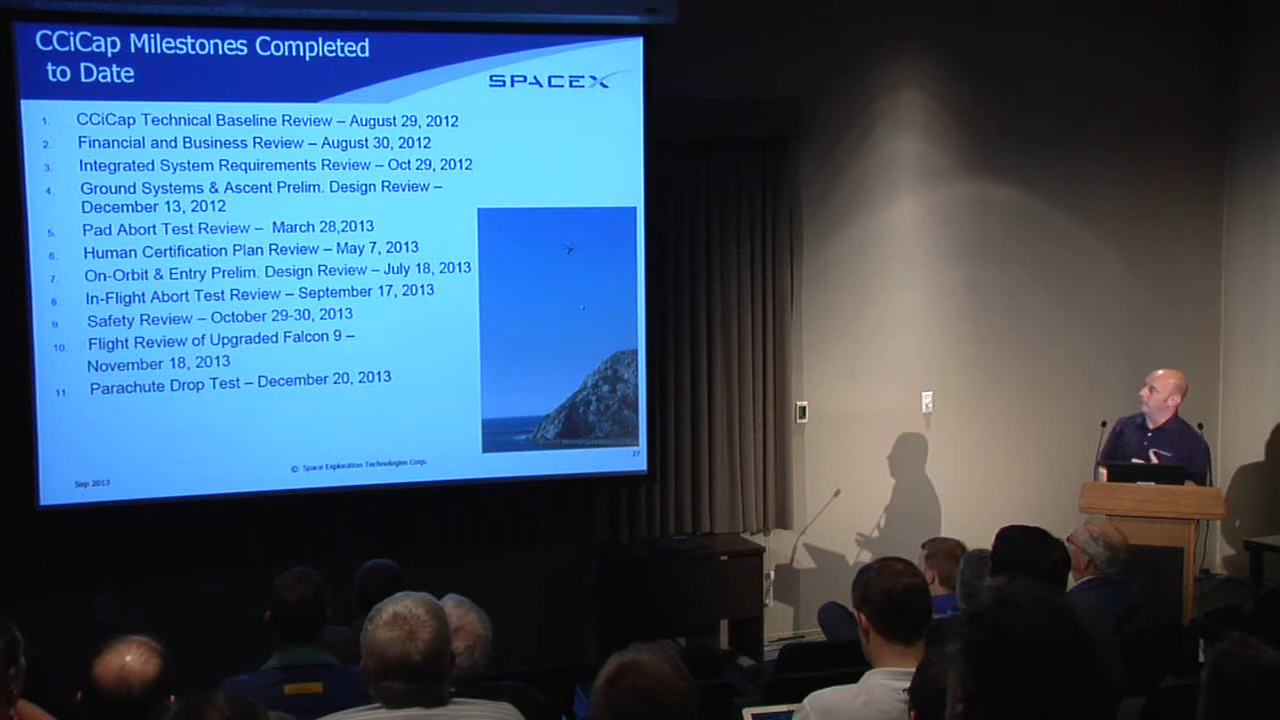 CCiCap Milestones Completed
to Date
SPACEX
1. CCiCap Technical Baseline Review – August 29, 2012
2. Financial and Business Review – August 30, 2012
3. Integrated System Requirements Review – Oct 29, 2012
4. Ground Systems & Ascent Prelim. Design Review –
December 13, 2012
5. Pad Abort Test Review – March 28,2013
6. Human Certification Plan Review – May 7, 2013
7. On-Orbit & Entry Prelim. Design Review – July 18, 2013
8. In-Flight Abort Test Review – September 17, 2013
9. Safety Review – October 29-30, 2013
10. Flight Review of Upgraded Falcon 9 –
November 18, 2013
11. Parachute Drop Test – December 20, 2013
27
© Space Exploration Technologies Corp.
Sep 2013